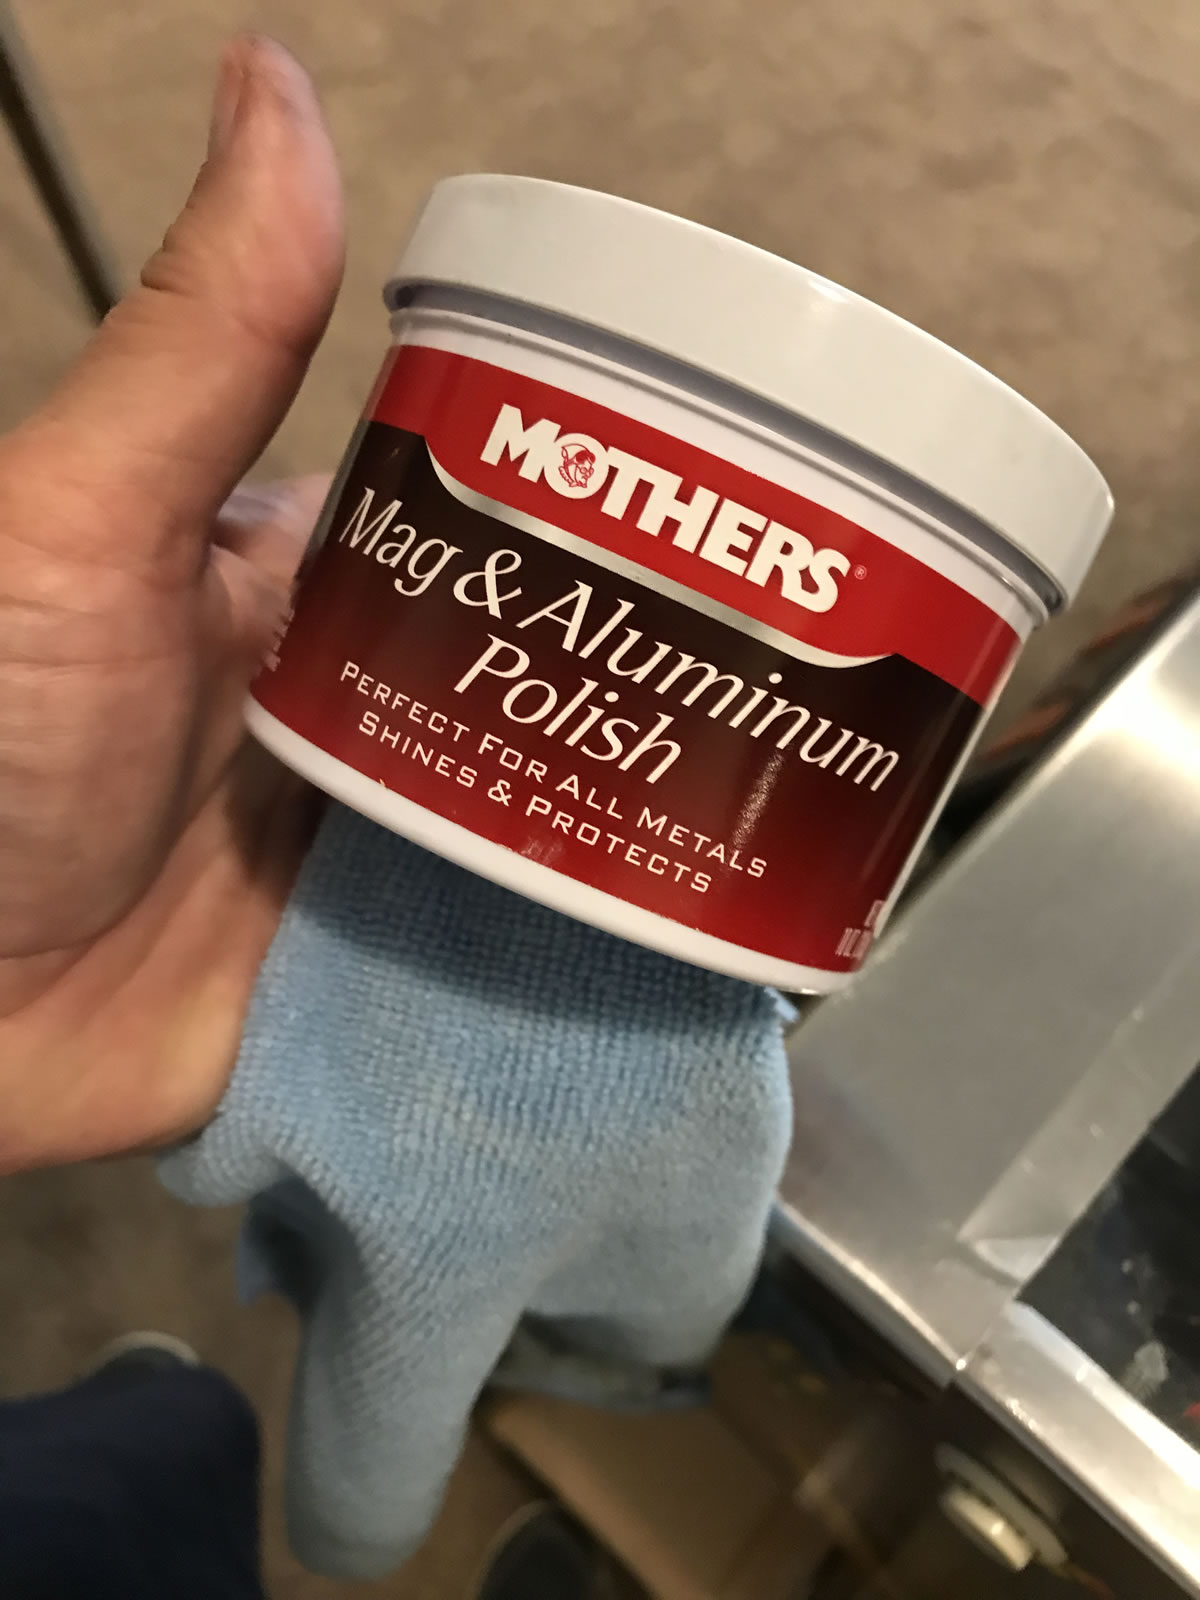 MOTHERS®
Mag & Aluminum
Polish
PERFECT FOR ALL METALS
SHINES & PROTECTS